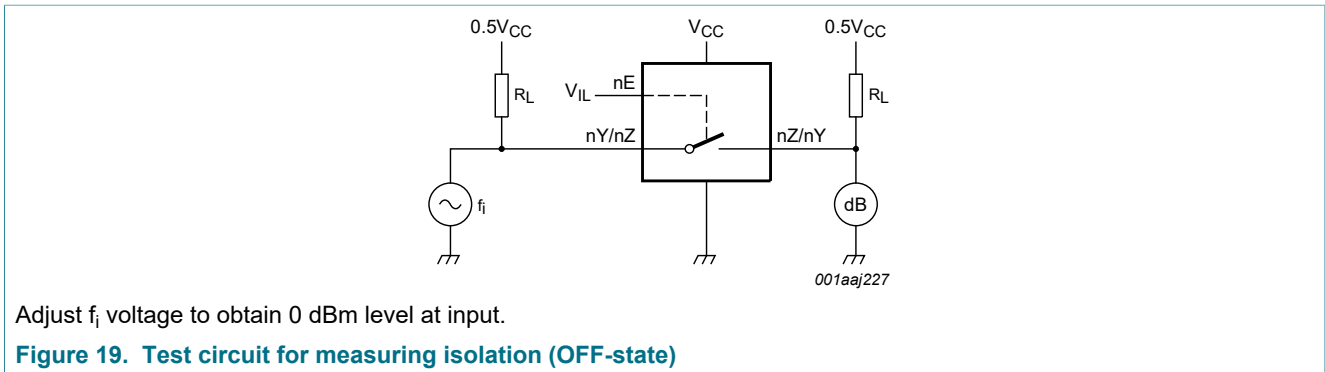 0.5VCC
VCC
0.5VCC
RL
VIL
nE
RL
nY/nZ
nZ/nY
fi
dB
001aaj227
Adjust fi voltage to obtain 0 dBm level at input.
Figure 19. Test circuit for measuring isolation (OFF-state)